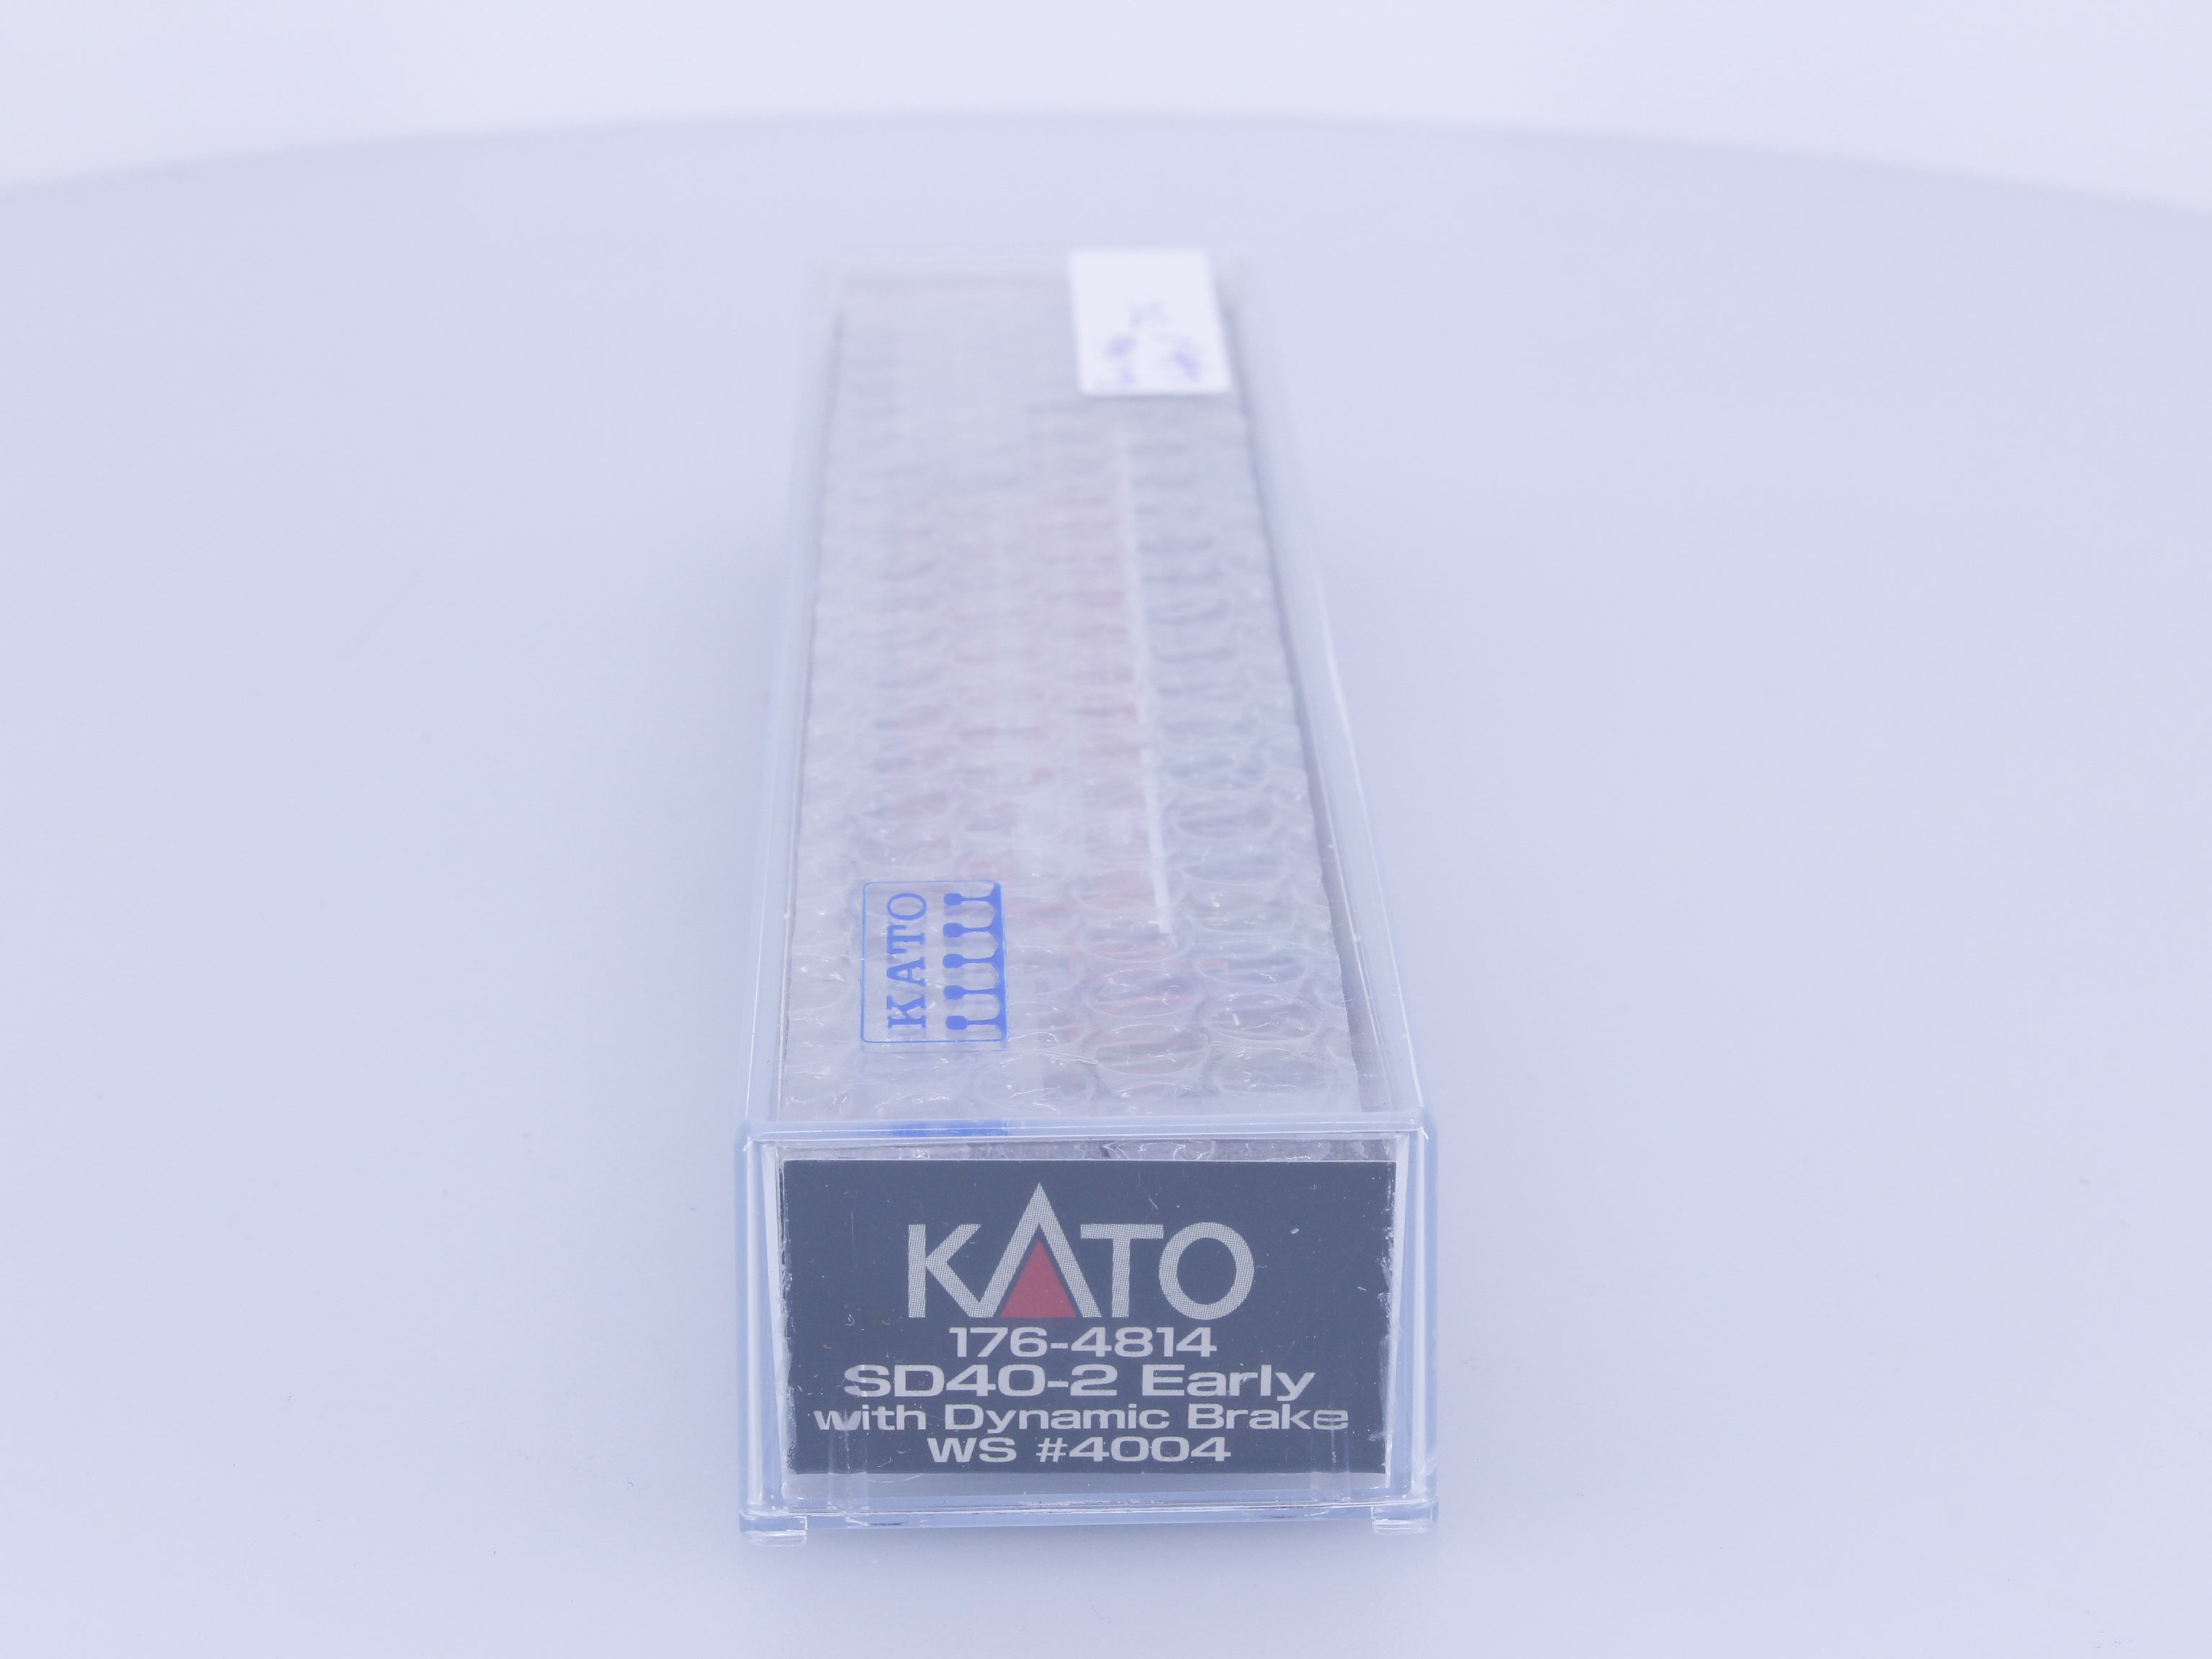 KATO
KATO
176-4814
SD40-2 Early
with Dynamic Brake
WS #4004